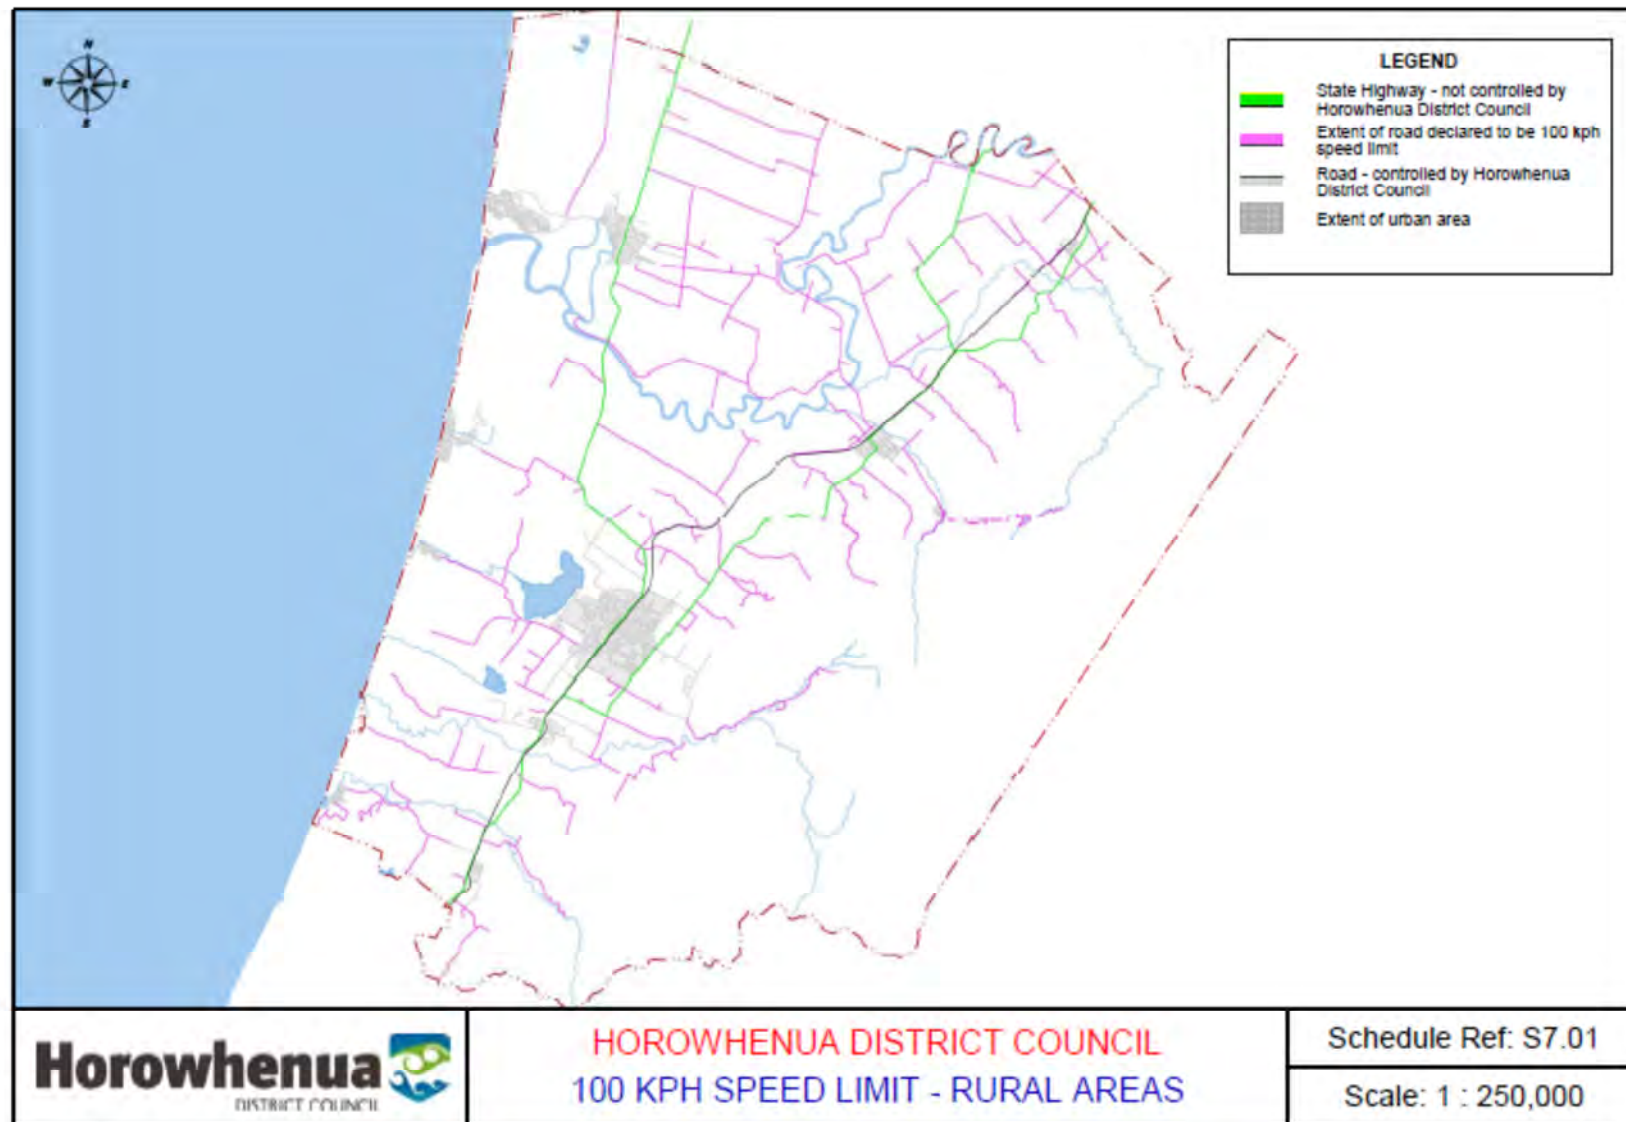 N
W E
S
LEGEND
State Highway - not controlled by
Horowhenua District Council
Extent of road declared to be 100 kph
speed limit
Road - controlled by Horowhenua
District Council
Extent of urban area
Horowhenua
DISTRICT COUNCIL
HOROWHENUA DISTRICT COUNCIL
100 KPH SPEED LIMIT - RURAL AREAS
Schedule Ref: S7.01
Scale: 1 : 250,000